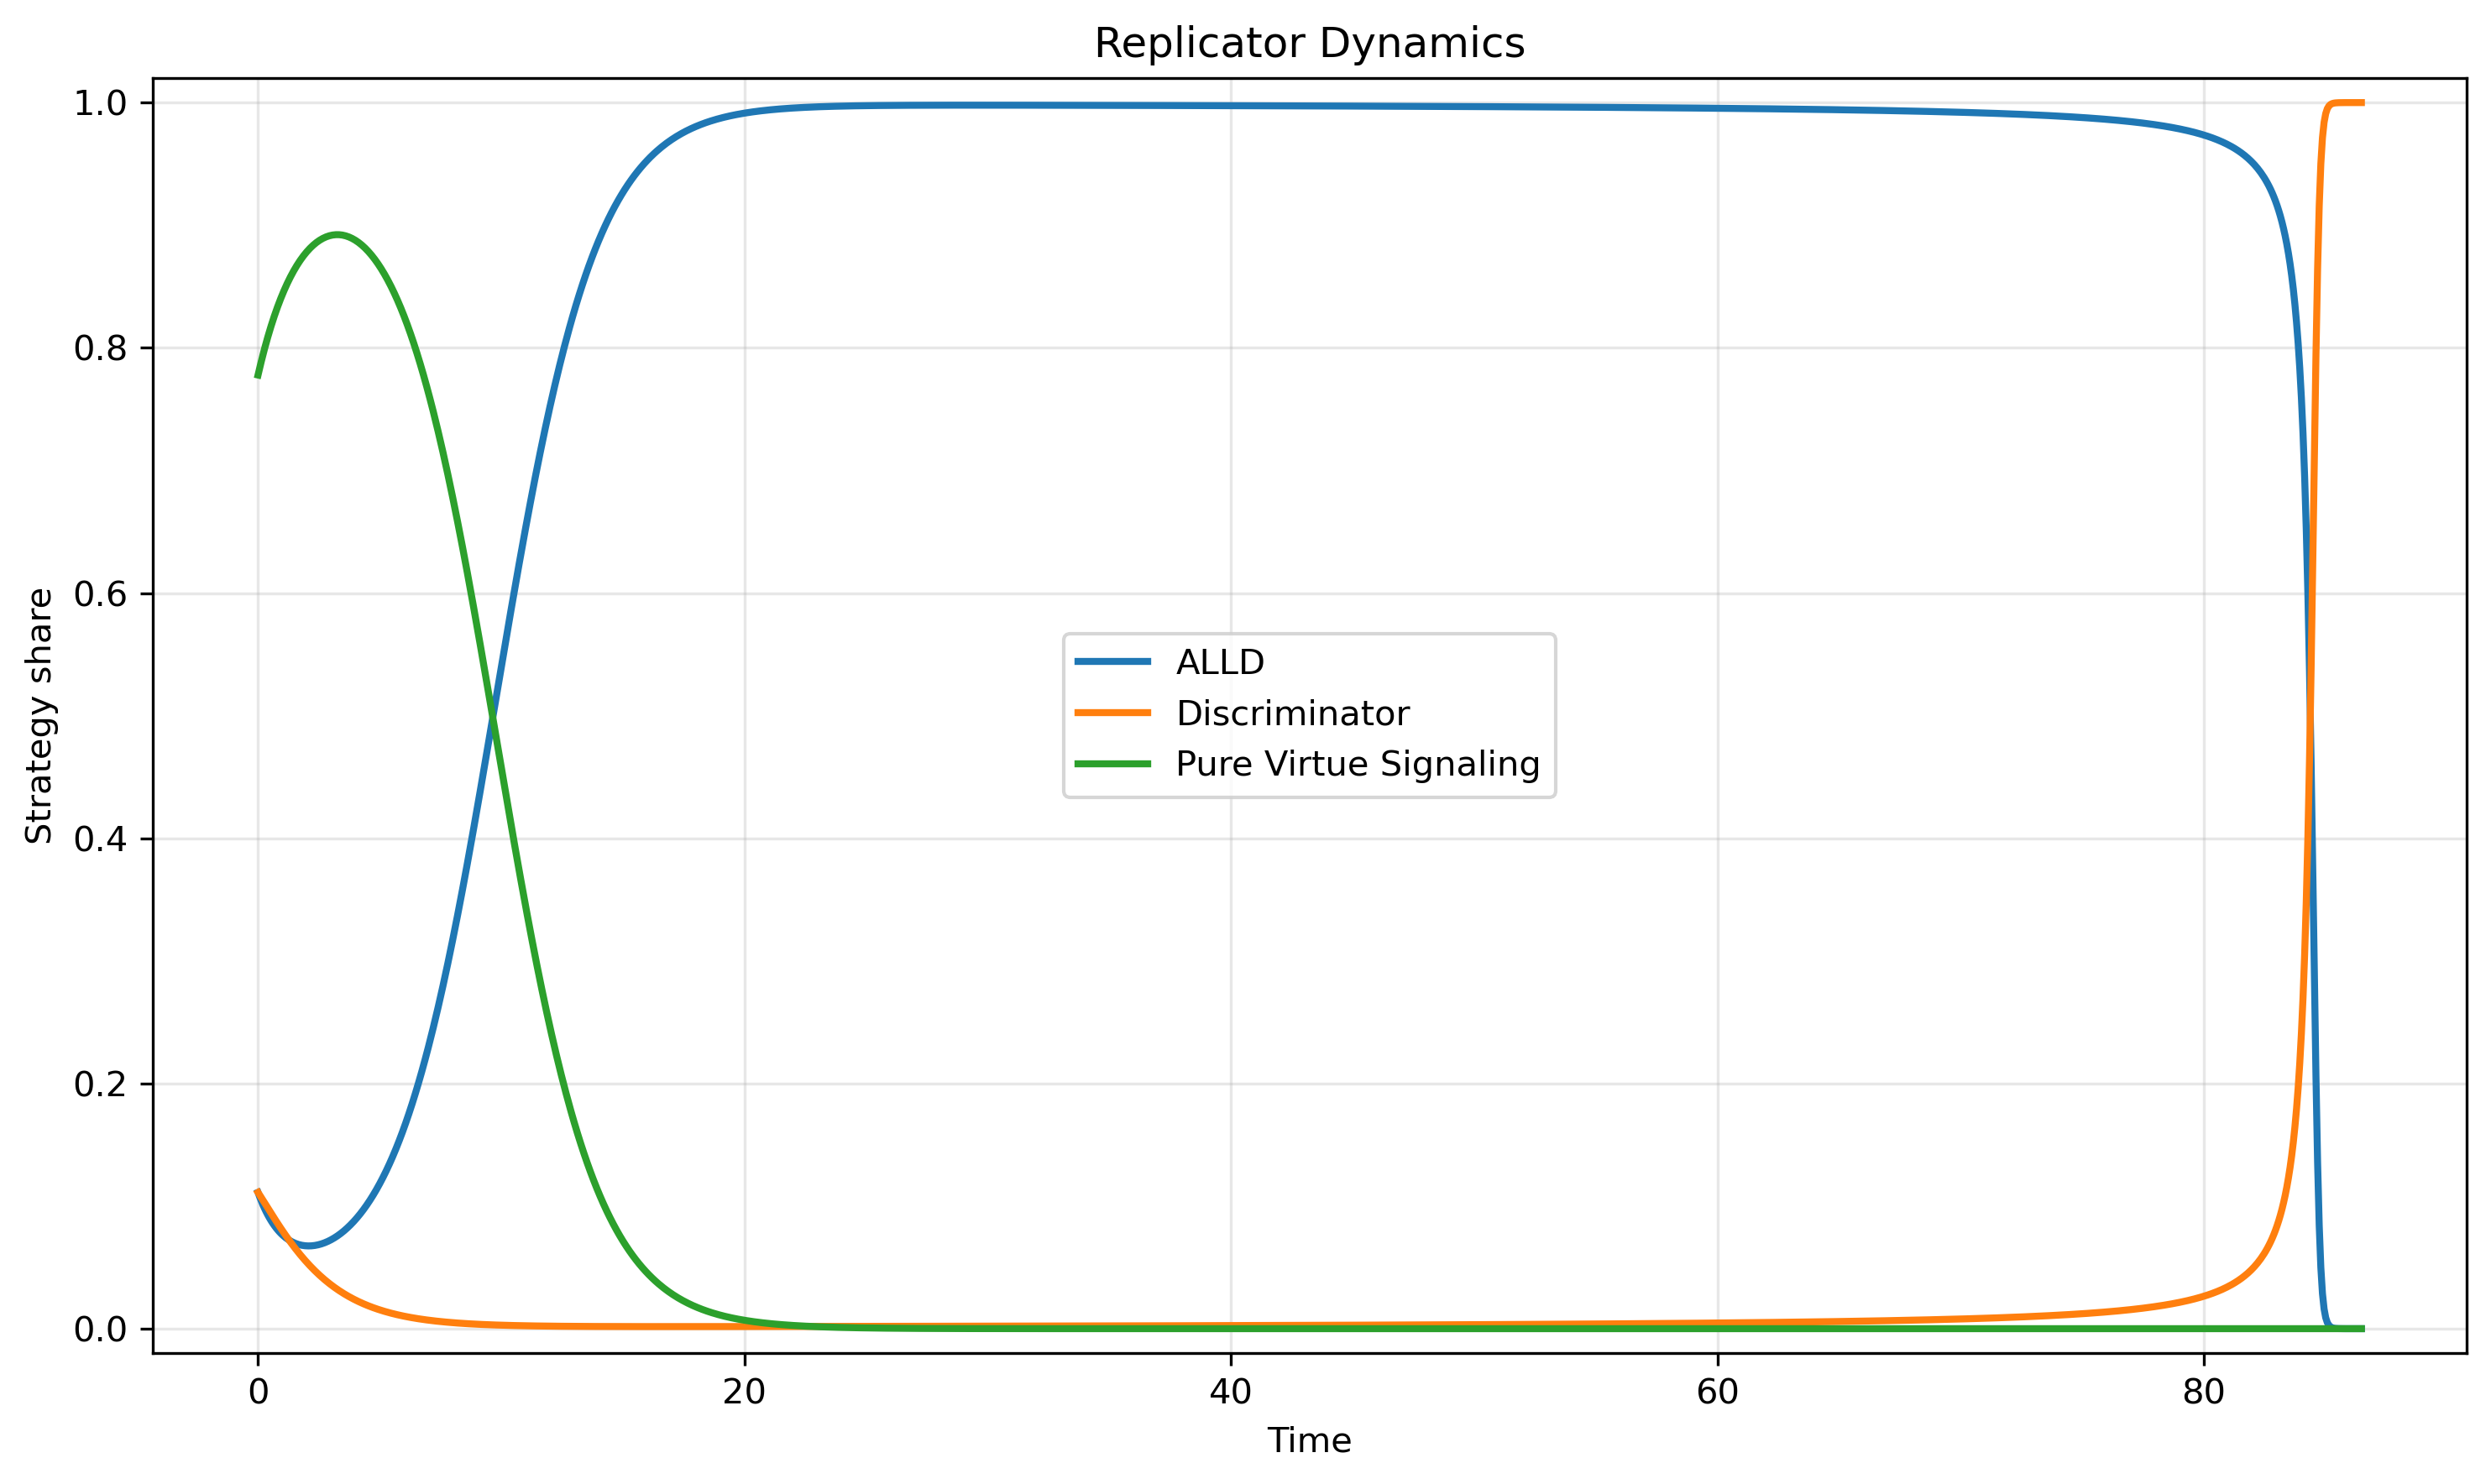 Replicator Dynamics
1.0
0.8
0.6
0.4
0.2
0.0
Strategy share
ALLD
Discriminator
Pure Virtue Signaling
0 20 40 60 80
Time